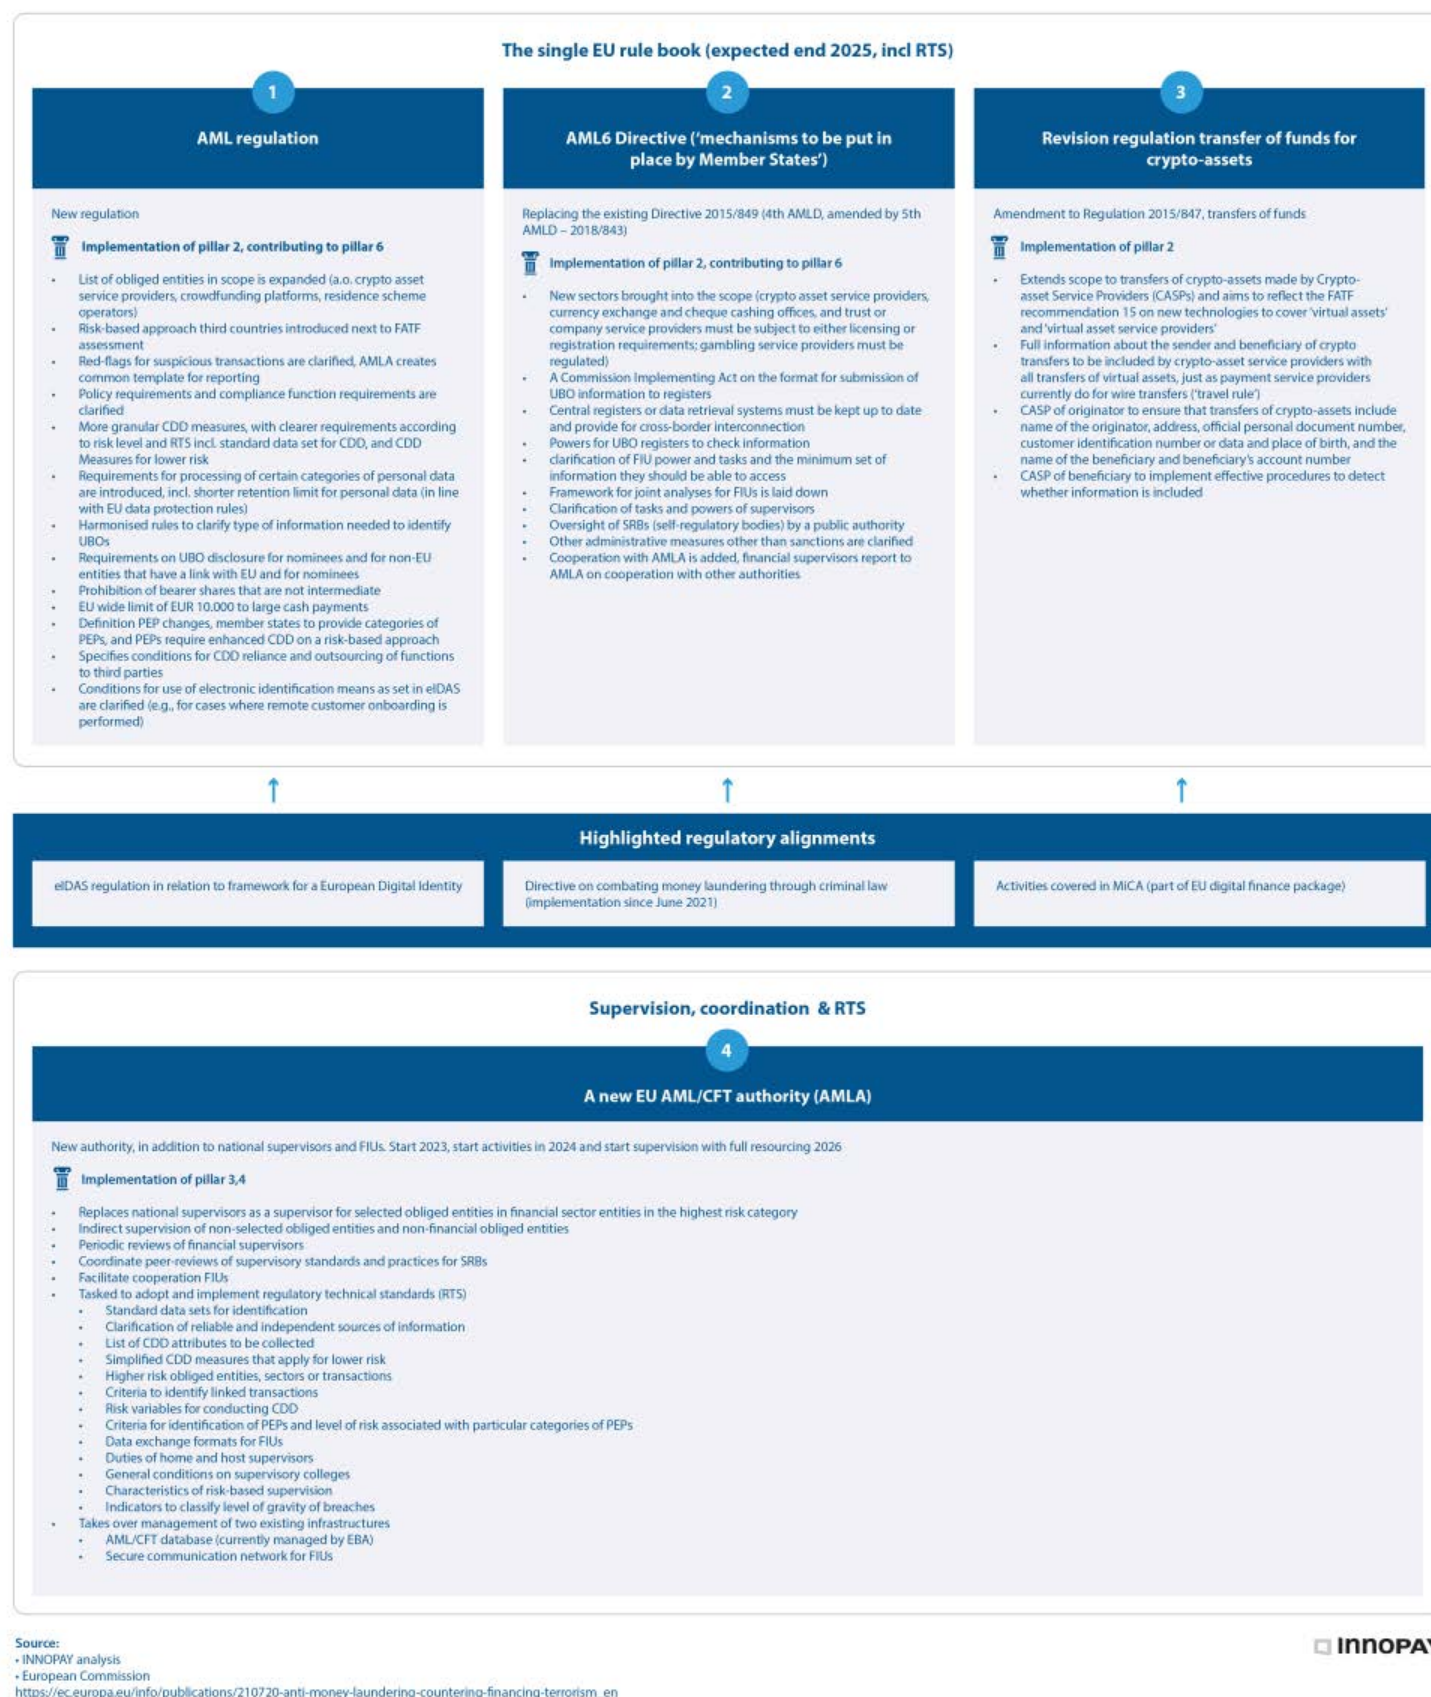 The single EU rule book (expected end 2025, incl RTS)
1
AML regulation
New regulation
Implementation of pillar 2, contributing to pillar 6
• List of obliged entities in scope is expanded (a.o. crypto asset
service providers, crowdfunding platforms, residence scheme
operators)
• Risk-based approach third countries introduced next to FATF
assessment
• Red-flags for suspicious transactions are clarified, AMLA creates
common template for reporting
• Policy requirements and compliance function requirements are
clarified
• More granular CDD measures, with clearer requirements according
to risk level and RTS incl. standard data set for CDD, and CDD
Measures for lower risk
• Requirements for processing of certain categories of personal data
are introduced, incl. shorter retention limit for personal data (in line
with EU data protection rules)
• Harmonised rules to clarify type of information needed to identify
UBOs
• Requirements on UBO disclosure for nominees and for non-EU
entities that have a link with EU and for nominees
• Prohibition of bearer shares that are not intermediate
• EU wide limit of EUR 10.000 to large cash payments
• Definition PEP changes, member states to provide categories of
PEPs, and PEPs require enhanced CDD on a risk-based approach
• Specifies conditions for CDD reliance and outsourcing of functions
to third parties
• Conditions for use of electronic identification means as set in eIDAS
are clarified (e.g., for cases where remote customer onboarding is
performed)
2
AML6 Directive (‘mechanisms to be put in
place by Member States’)
Replacing the existing Directive 2015/849 (4th AMLD, amended by 5th
AMLD – 2018/843)
Implementation of pillar 2, contributing to pillar 6
• New sectors brought into the scope (crypto asset service providers,
currency exchange and cheque cashing offices, and trust or
company service providers must be subject to either licensing or
registration requirements; gambling service providers must be
regulated)
• A Commission Implementing Act on the format for submission of
UBO information to registers
• Central registers or data retrieval systems must be kept up to date
and provide for cross-border interconnection
• Powers for UBO registers to check information
• clarification of FIU power and tasks and the minimum set of
information they should be able to access
• Framework for joint analyses for FIUs is laid down
• Clarification of tasks and powers of supervisors
• Oversight of SRBs (self-regulatory bodies) by a public authority
• Other administrative measures other than sanctions are clarified
• Cooperation with AMLA is added, financial supervisors report to
AMLA on cooperation with other authorities
3
Revision regulation transfer of funds for
crypto-assets
Amendment to Regulation 2015/847, transfers of funds
Implementation of pillar 2
• Extends scope to transfers of crypto-assets made by Crypto-
asset Service Providers (CASPs) and aims to reflect the FATF
recommendation 15 on new technologies to cover ‘virtual assets’
and ‘virtual asset service providers’
• Full information about the sender and beneficiary of crypto
transfers to be included by crypto-asset service providers with
all transfers of virtual assets, just as payment service providers
currently do for wire transfers (‘travel rule’)
• CASP of originator to ensure that transfers of crypto-assets include
name of the originator, address, official personal document number,
customer identification number or data and place of birth, and the
name of the beneficiary and beneficiary’s account number
• CASP of beneficiary to implement effective procedures to detect
whether information is included
Highlighted regulatory alignments
eIDAS regulation in relation to framework for a European Digital Identity
Directive on combating money laundering through criminal law
(implementation since June 2021)
Activities covered in MiCA (part of EU digital finance package)
Supervision, coordination & RTS
4
A new EU AML/CFT authority (AMLA)
New authority, in addition to national supervisors and FIUs. Start 2023, start activities in 2024 and start supervision with full resourcing 2026
Implementation of pillar 3,4
• Replaces national supervisors as a supervisor for selected obliged entities in financial sector entities in the highest risk category
• Indirect supervision of non-selected obliged entities and non-financial obliged entities
• Periodic reviews of financial supervisors
• Coordinate peer-reviews of supervisory standards and practices for SRBs
• Facilitate cooperation FIUs
• Tasked to adopt and implement regulatory technical standards (RTS)
• Standard data sets for identification
• Clarification of reliable and independent sources of information
• List of CDD attributes to be collected
• Simplified CDD measures that apply for lower risk
• Higher risk obliged entities, sectors or transactions
• Criteria to identify linked transactions
• Risk variables for conducting CDD
• Criteria for identification of PEPs and level of risk associated with particular categories of PEPs
• Data exchange formats for FIUs
• Duties of home and host supervisors
• General conditions on supervisory colleges
• Characteristics of risk-based supervision
• Indicators to classify level of gravity of breaches
• Takes over management of two existing infrastructures
• AML/CFT database (currently managed by EBA)
• Secure communication network for FIUs
Source:
• INNOPAY analysis
• European Commission
https://ec.europa.eu/info/publications/210720-anti-money-laundering-countering-financing-terrorism_en
INNOPAY